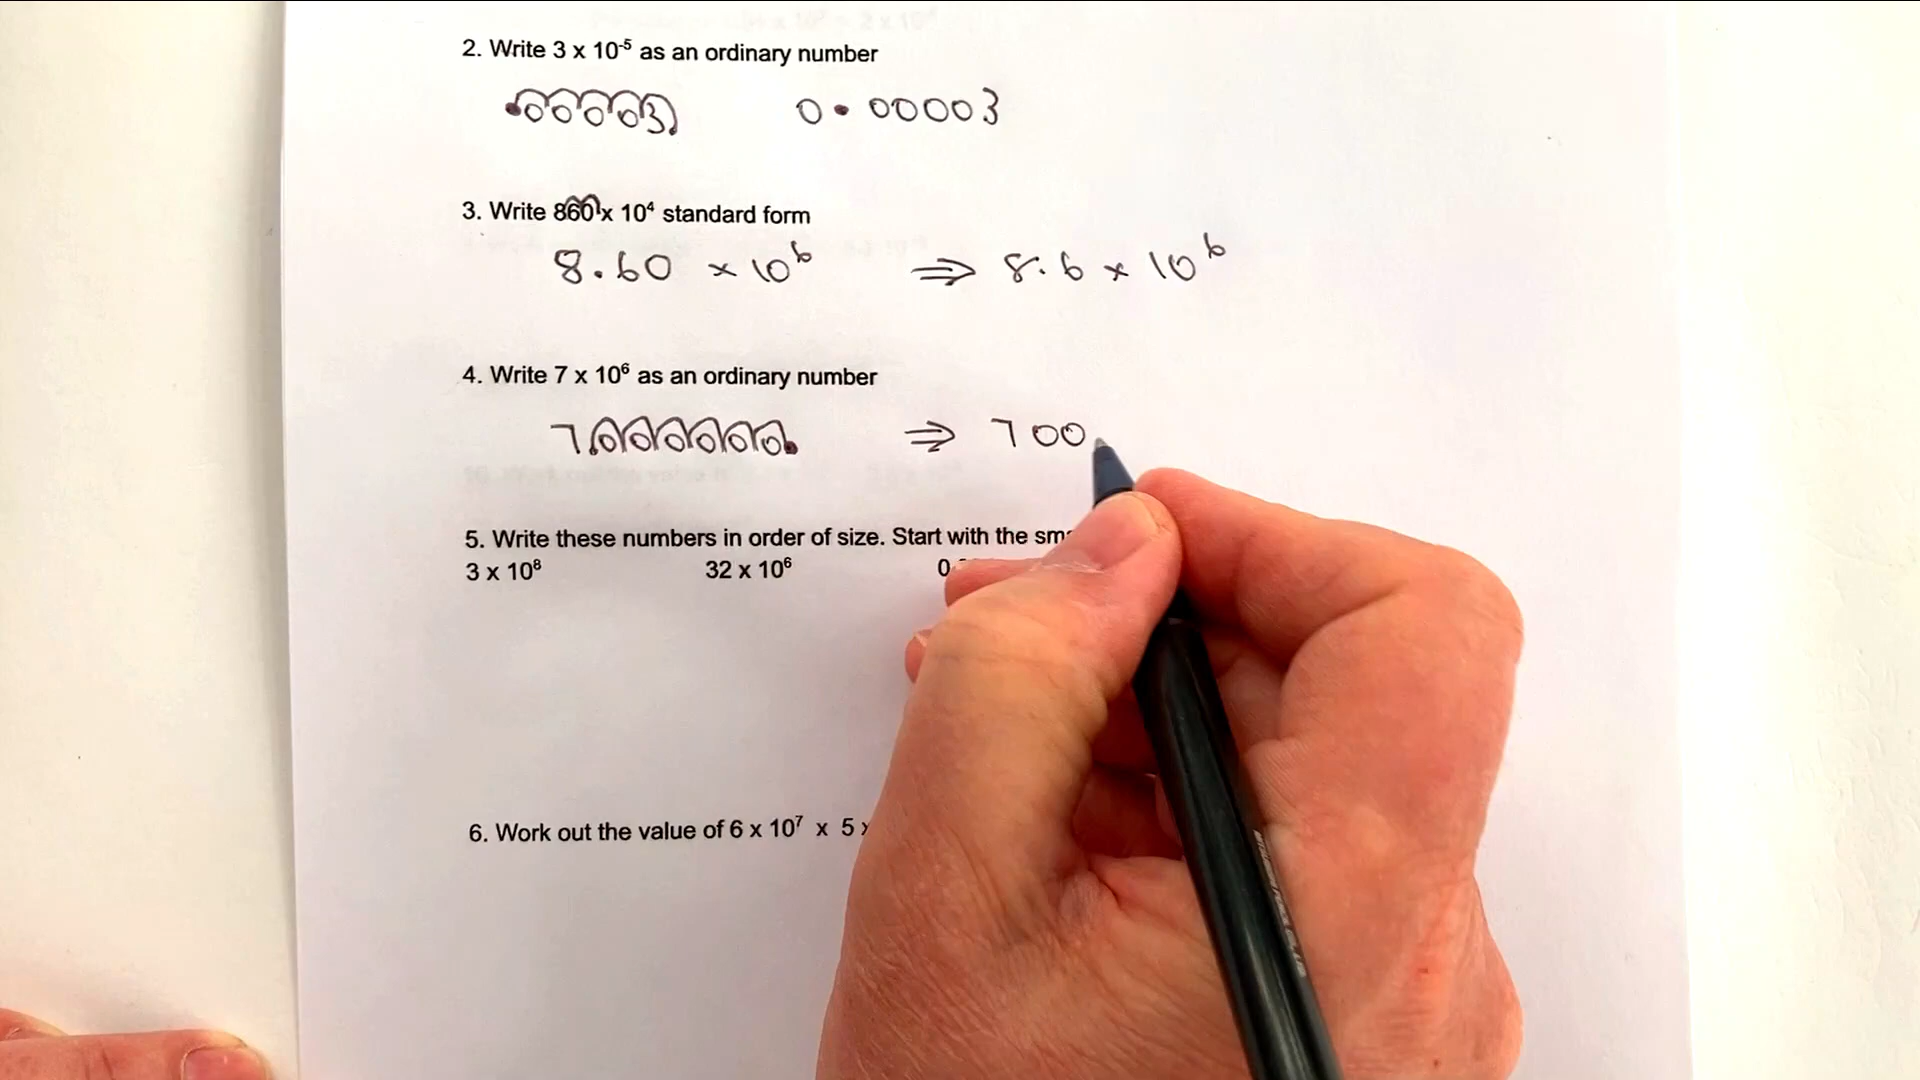 2. Write 3 x 10⁻⁵ as an ordinary number
.00003. 0.00003
3. Write 860 x 10⁴ standard form
8.60 × 10⁶ ⇒ 8.6 × 10⁶
4. Write 7 x 10⁶ as an ordinary number
7.000000. ⇒ 700
5. Write these numbers in order of size. Start with the
3 x 10⁸ 32 x 10⁶ 0
6. Work out the value of 6 x 10⁷ x 5